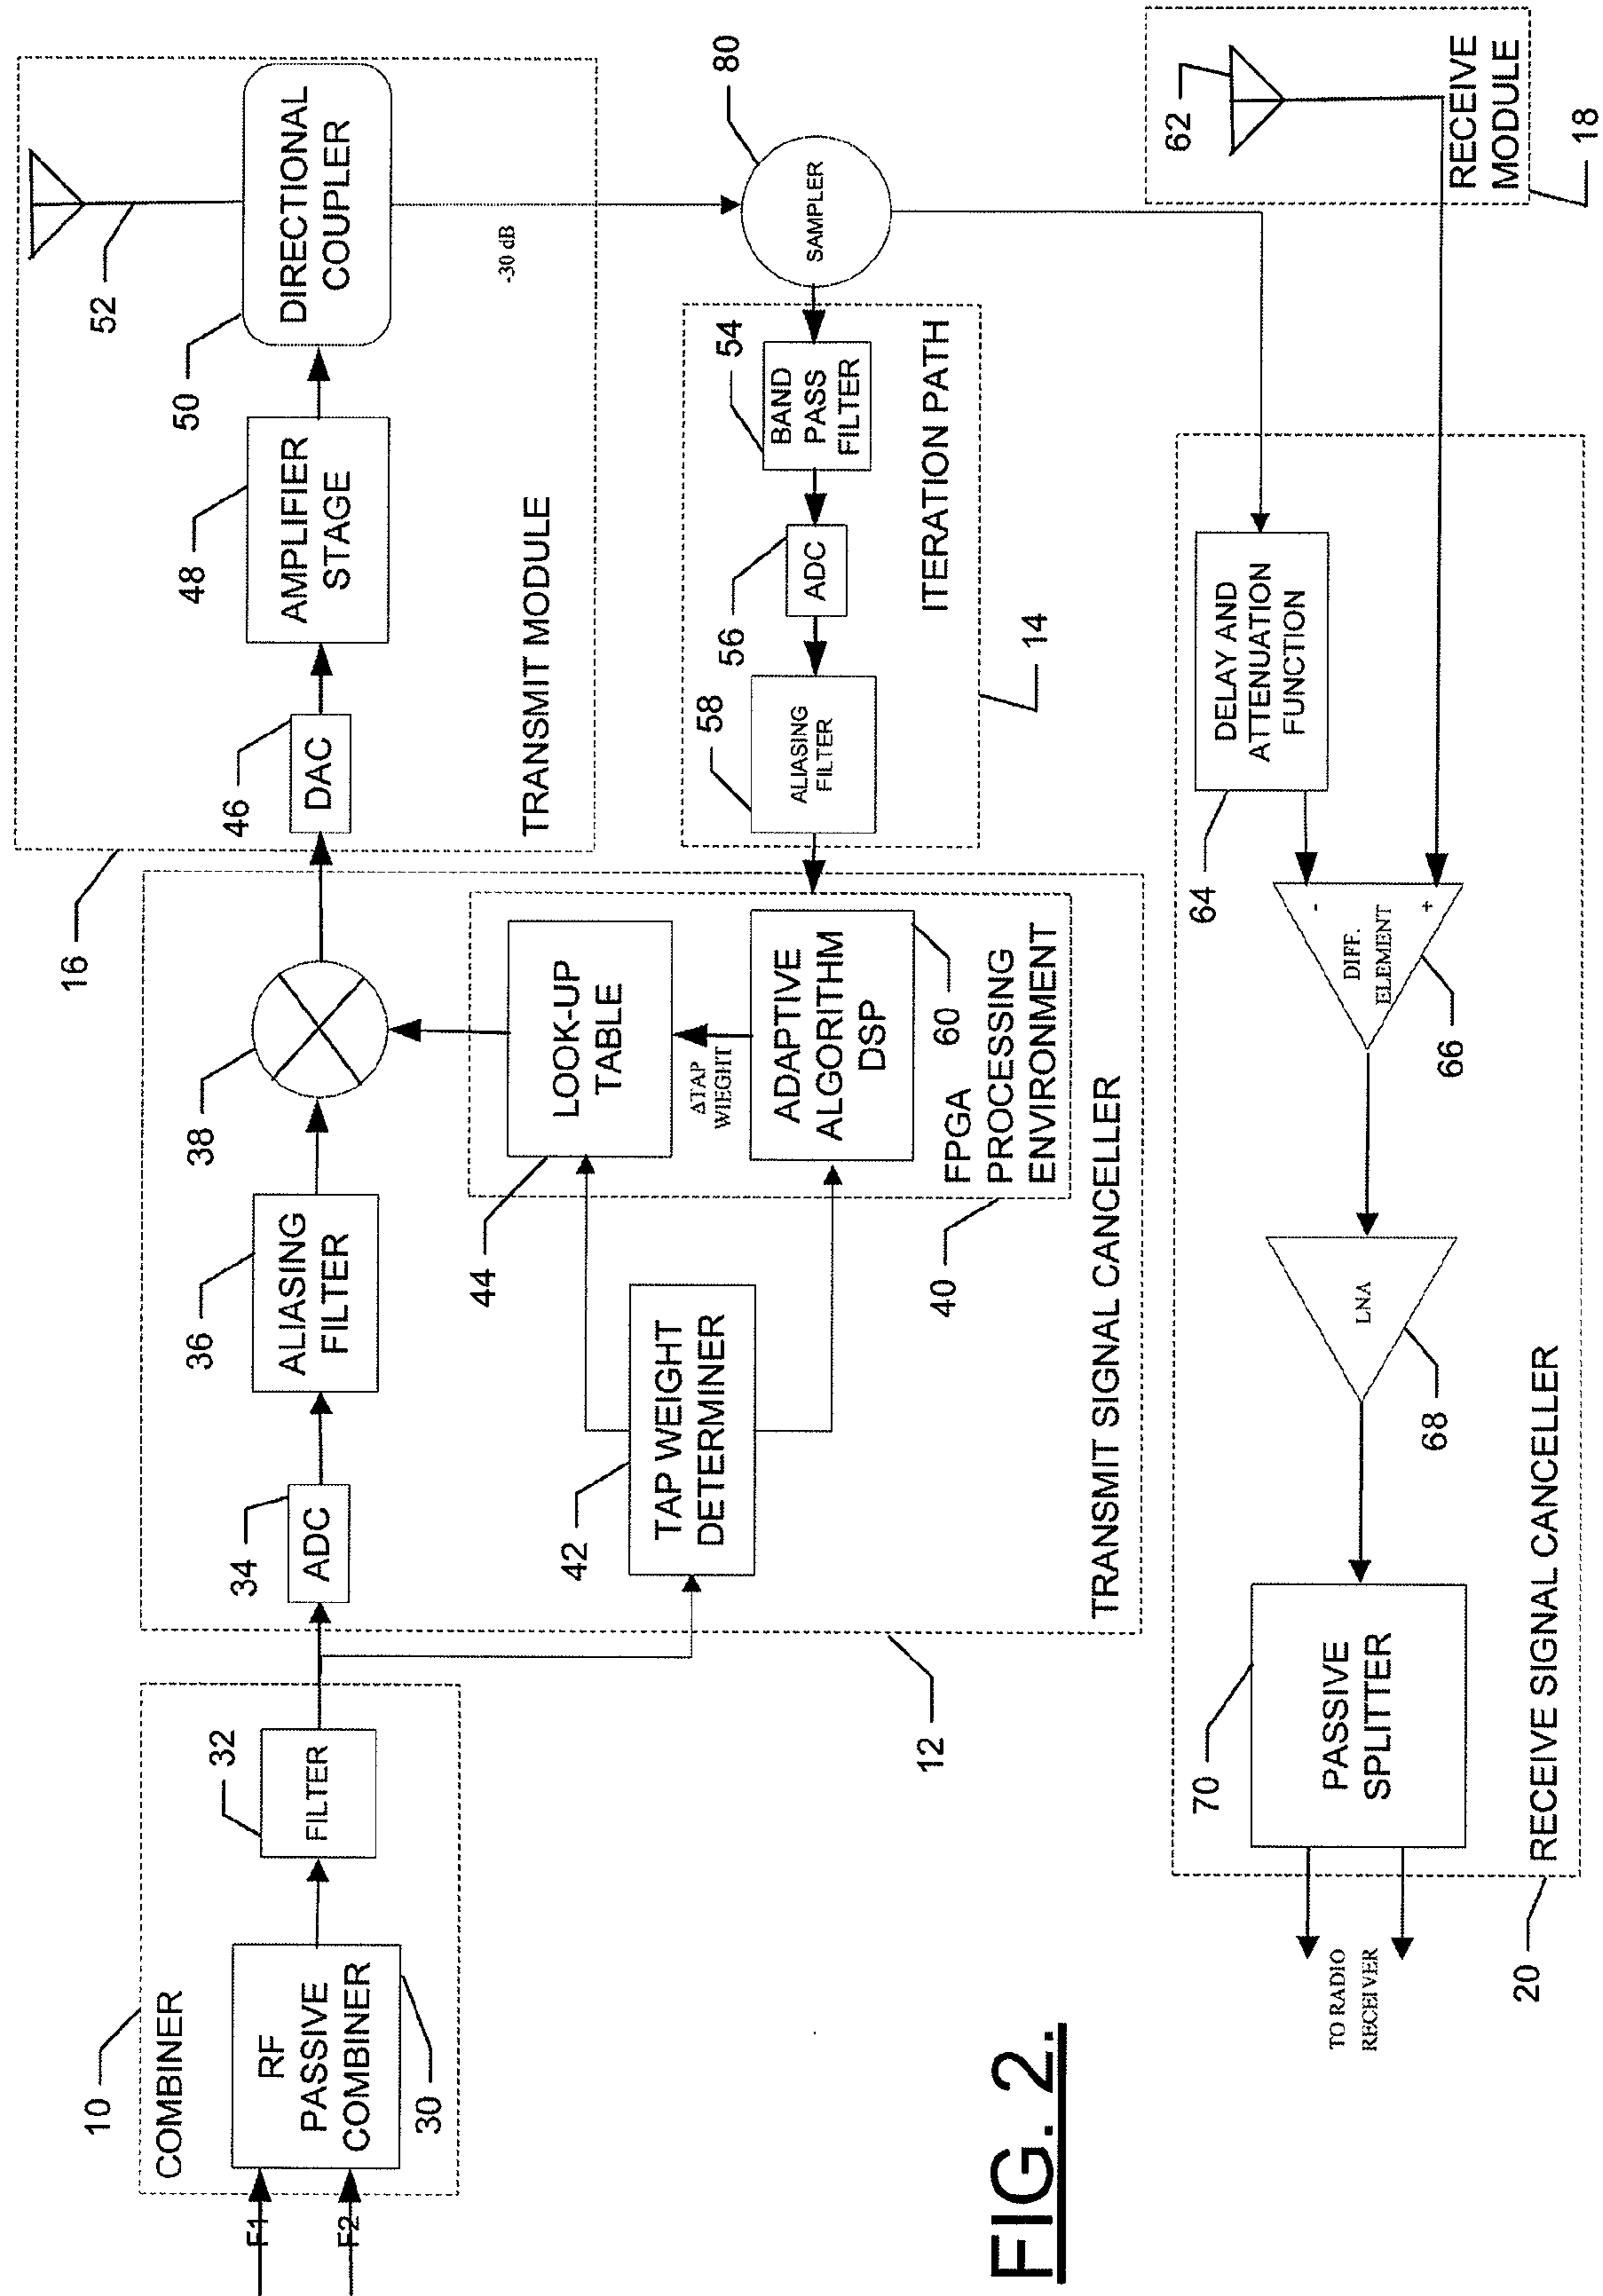 10
COMBINER
F1
F2
RF
PASSIVE
COMBINER
30
32
FILTER
12
34
ADC
36
ALIASING
FILTER
38
42
TAP WEIGHT
DETERMINER
44
LOOK-UP
TABLE
ΔTAP
WIEGHT
ADAPTIVE
ALGORITHM
DSP
60
FPGA
PROCESSING
ENVIRONMENT
40
TRANSMIT SIGNAL CANCELLER
16
46
DAC
48
AMPLIFIER
STAGE
50
DIRECTIONAL
COUPLER
52
TRANSMIT MODULE
-30 dB
80
SAMPLER
54
BAND
PASS
FILTER
56
ADC
58
ALIASING
FILTER
ITERATION PATH
14
62
RECEIVE
MODULE
18
DELAY AND
ATTENUATION
FUNCTION
64
-
+
DIFF.
ELEMENT
66
LNA
68
70
PASSIVE
SPLITTER
RECEIVE SIGNAL CANCELLER
20
TO RADIO
RECEIVER
FIG. 2.